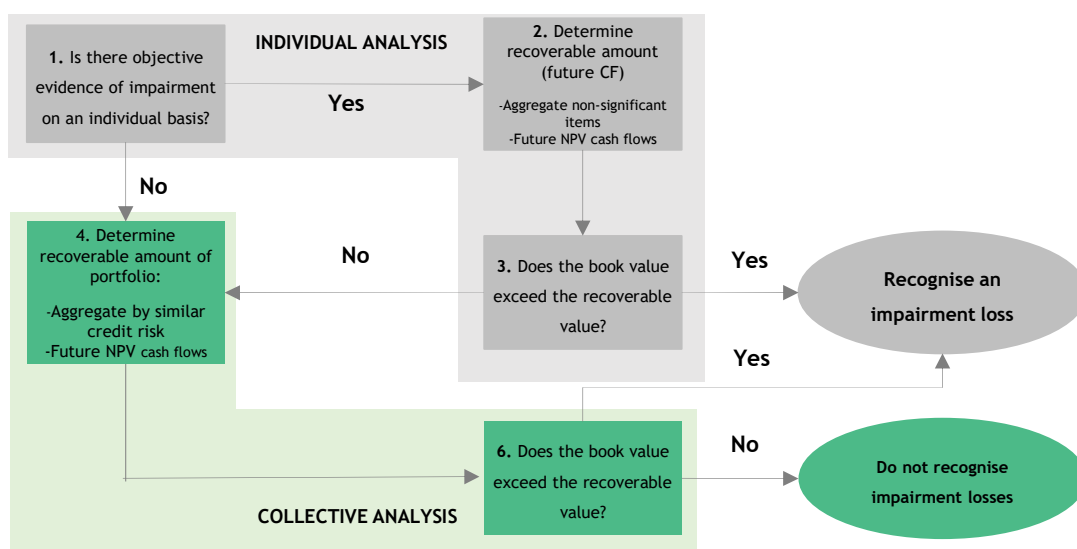 INDIVIDUAL ANALYSIS
1. Is there objective
evidence of impairment
on an individual basis?
Yes
2. Determine
recoverable amount
(future CF)
-Aggregate non-significant
items
-Future NPV cash flows
No
4. Determine
recoverable amount of
portfolio:
-Aggregate by similar
credit risk
-Future NPV cash flows
No
3. Does the book value
exceed the recoverable
value?
Yes
Recognise an
impairment loss
Yes
6. Does the book value
exceed the recoverable
value?
No
Do not recognise
impairment losses
COLLECTIVE ANALYSIS